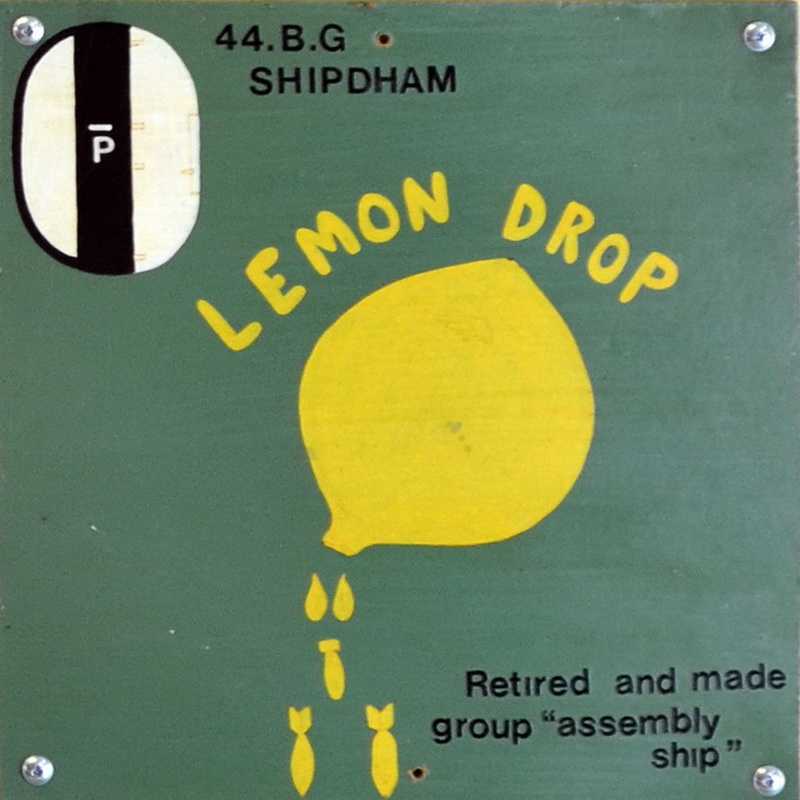 44.B.G
SHIPDHAM
P̅
LEMON DROP
Retired and made
group “assembly
ship”